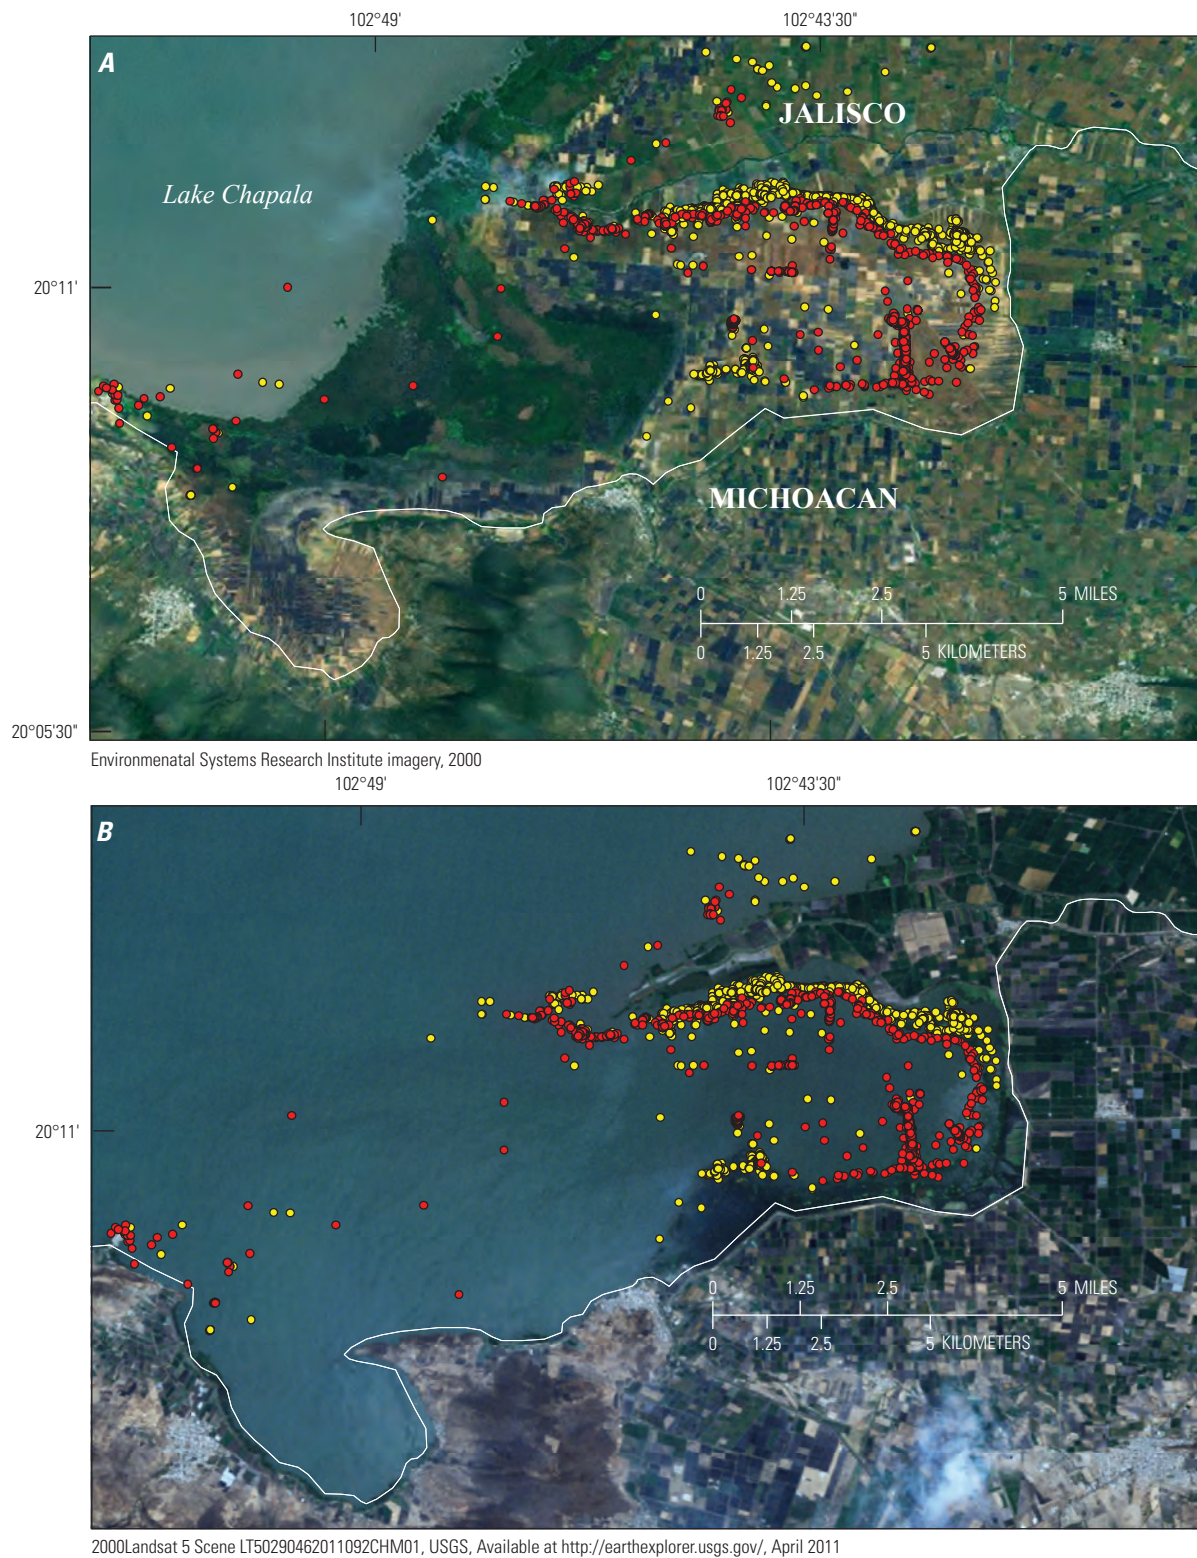 102°49'
102°43'30"
A
JALISCO
Lake Chapala
20°11'
MICHOACAN
0 1.25 2.5 5 MILES
0 1.25 2.5 5 KILOMETERS
20°05'30"
Environmenatal Systems Research Institute imagery, 2000
102°49'
102°43'30"
B
20°11'
0 1.25 2.5 5 MILES
0 1.25 2.5 5 KILOMETERS
2000Landsat 5 Scene LT50290462011092CHM01, USGS, Available at http://earthexplorer.usgs.gov/, April 2011